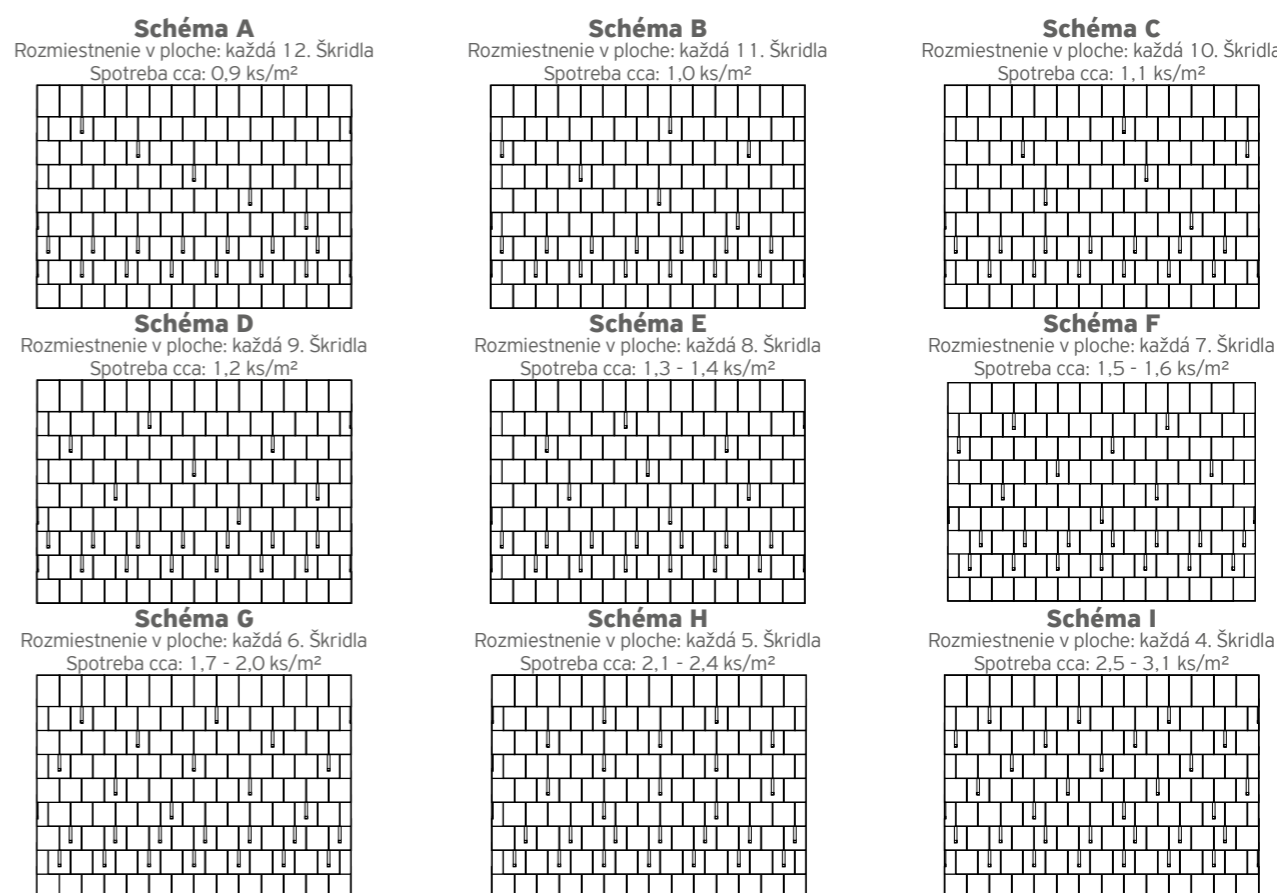 Schéma A
Rozmiestnenie v ploche: každá 12. Škridla
Spotreba cca: 0,9 ks/m²
Schéma B
Rozmiestnenie v ploche: každá 11. Škridla
Spotreba cca: 1,0 ks/m²
Schéma C
Rozmiestnenie v ploche: každá 10. Škridla
Spotreba cca: 1,1 ks/m²
Schéma D
Rozmiestnenie v ploche: každá 9. Škridla
Spotreba cca: 1,2 ks/m²
Schéma E
Rozmiestnenie v ploche: každá 8. Škridla
Spotreba cca: 1,3 - 1,4 ks/m²
Schéma F
Rozmiestnenie v ploche: každá 7. Škridla
Spotreba cca: 1,5 - 1,6 ks/m²
Schéma G
Rozmiestnenie v ploche: každá 6. Škridla
Spotreba cca: 1,7 - 2,0 ks/m²
Schéma H
Rozmiestnenie v ploche: každá 5. Škridla
Spotreba cca: 2,1 - 2,4 ks/m²
Schéma I
Rozmiestnenie v ploche: každá 4. Škridla
Spotreba cca: 2,5 - 3,1 ks/m²